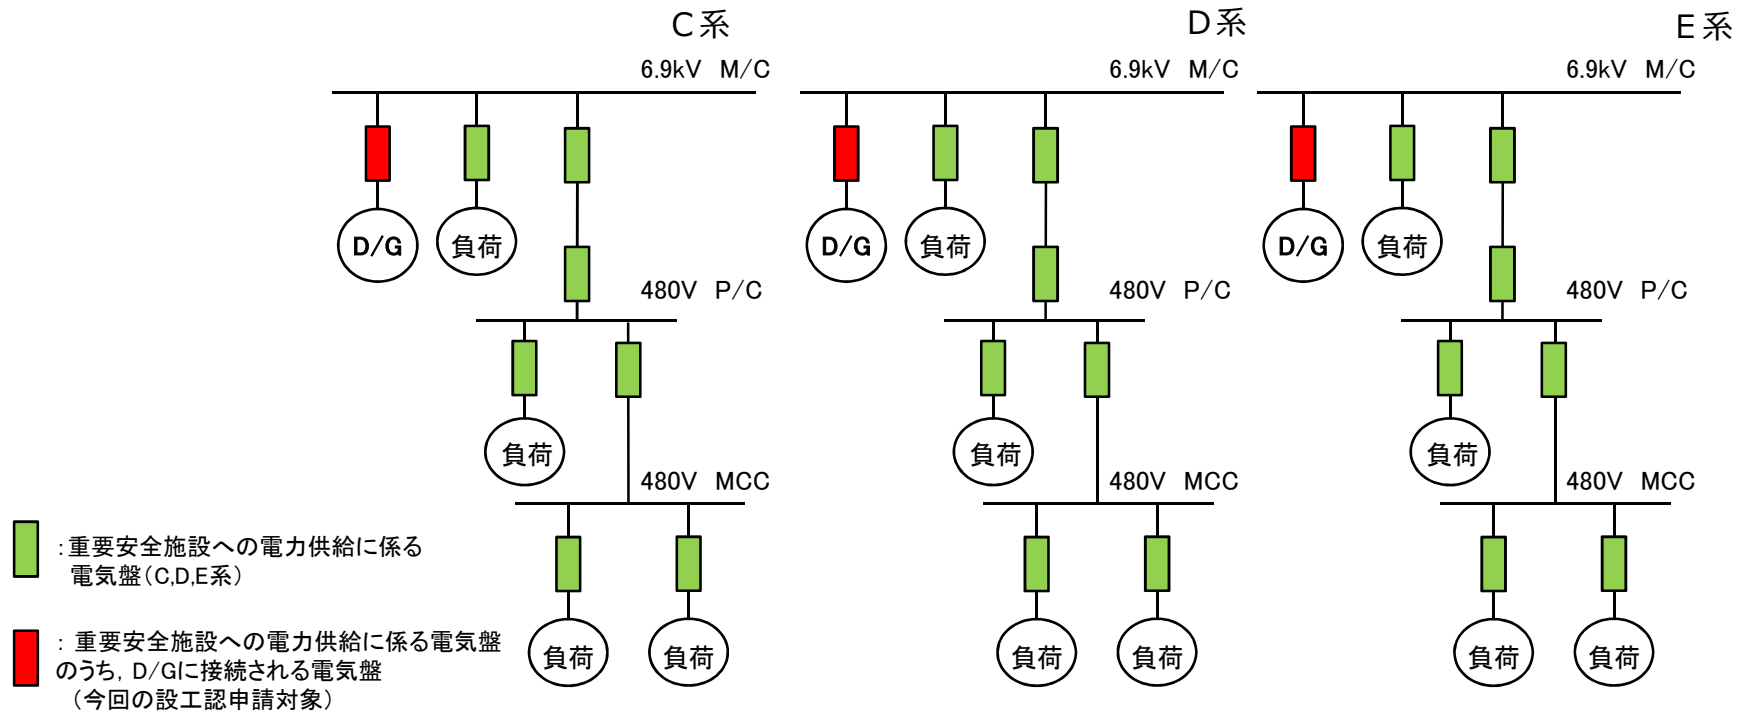 C系
D系
E系
6.9kV M/C
6.9kV M/C
6.9kV M/C
D/G
負荷
D/G
負荷
D/G
負荷
480V P/C
480V P/C
480V P/C
負荷
負荷
負荷
480V MCC
480V MCC
480V MCC
:重要安全施設への電力供給に係る
電気盤(C,D,E系)
負荷
負荷
負荷
負荷
負荷
負荷
: 重要安全施設への電力供給に係る電気盤
のうち, D/Gに接続される電気盤
(今回の設工認申請対象)